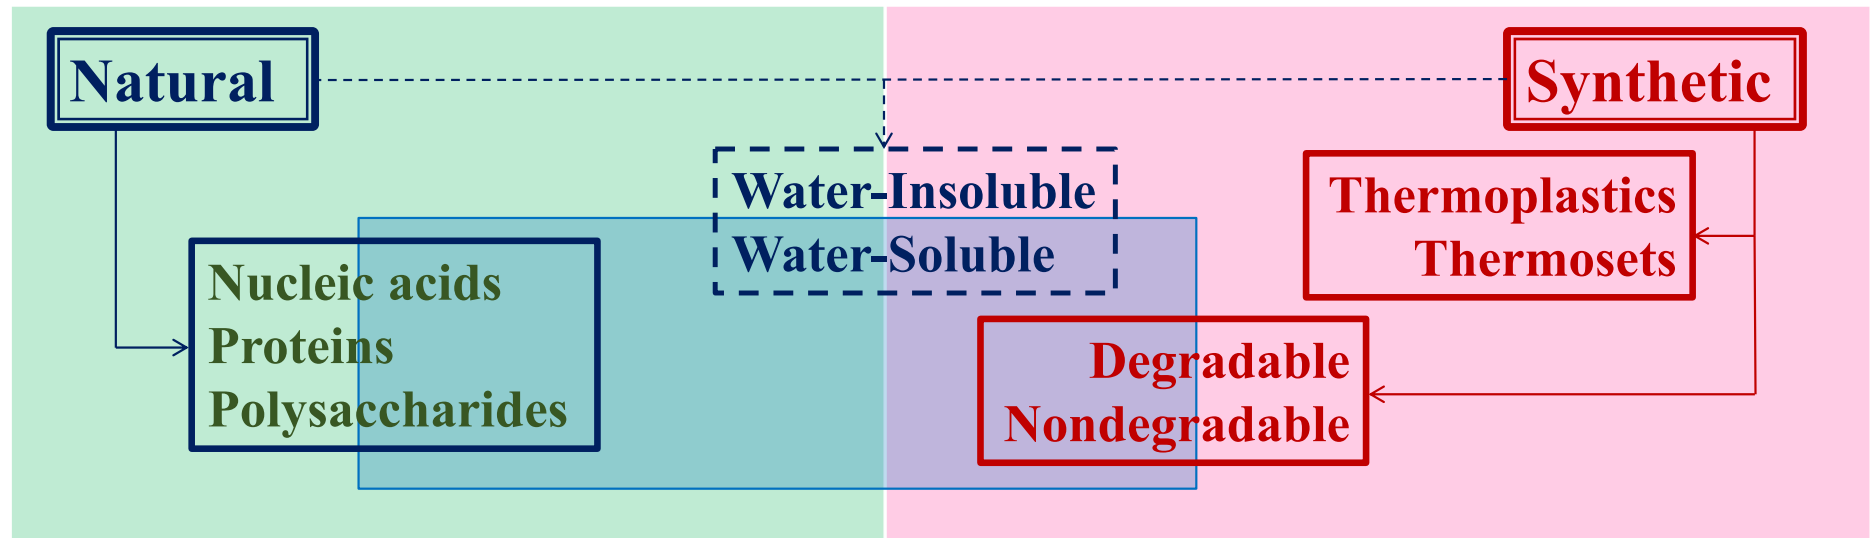 Natural
Synthetic
Water-Insoluble
Water-Soluble
Thermoplastics
Thermosets
Nucleic acids
Proteins
Polysaccharides
Degradable
Nondegradable